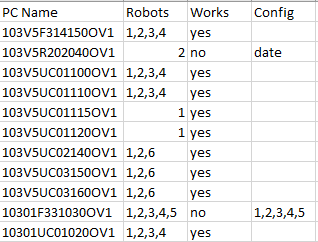 PC Name Robots Works Config
103V5F314150OV1 1,2,3,4 yes
103V5R202040OV1 2 no date
103V5UC01100OV1 1,2,3,4 yes
103V5UC01110OV1 1,2,3,4 yes
103V5UC01115OV1 1 yes
103V5UC01120OV1 1 yes
103V5UC02140OV1 1,2,6 yes
103V5UC03150OV1 1,2,6 yes
103V5UC03160OV1 1,2,6 yes
10301F331030OV1 1,2,3,4,5 no 1,2,3,4,5
10301UC01020OV1 1,2,3,4 yes